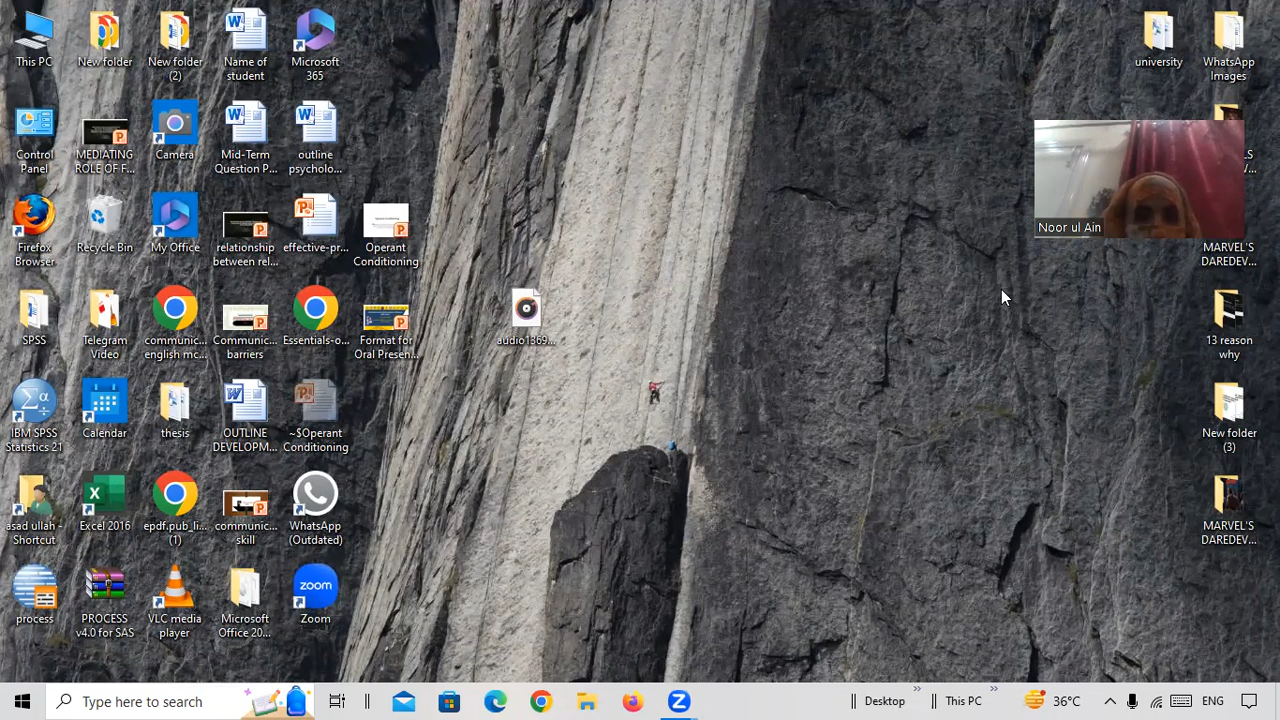 This PC
New folder
New folder
(2)
Name of
student
Microsoft
365
university
WhatsApp
Images
Control
Panel
MEDIATING
ROLE OF F...
Camera
Mid-Term
Question P...
outline
psycholo...
Noor ul Ain
Firefox
Browser
Recycle Bin
My Office
relationship
between rel...
effective-pr...
Operant
Conditioning
MARVEL'S
DAREDEV...
SPSS
Telegram
Video
communic...
english mc...
Communic...
barriers
Essentials-o...
Format for
Oral Presen...
audio1369...
13 reason
why
IBM SPSS
Statistics 21
Calendar
thesis
OUTLINE
DEVELOPM...
~$Operant
Conditioning
New folder
(3)
asad ullah -
Shortcut
Excel 2016
epdf.pub_li...
(1)
communic...
skill
WhatsApp
(Outdated)
MARVEL'S
DAREDEV...
process
PROCESS
v4.0 for SAS
VLC media
player
Microsoft
Office 20...
zoom
Zoom
Type here to search
Desktop
This PC
36°C
ENG